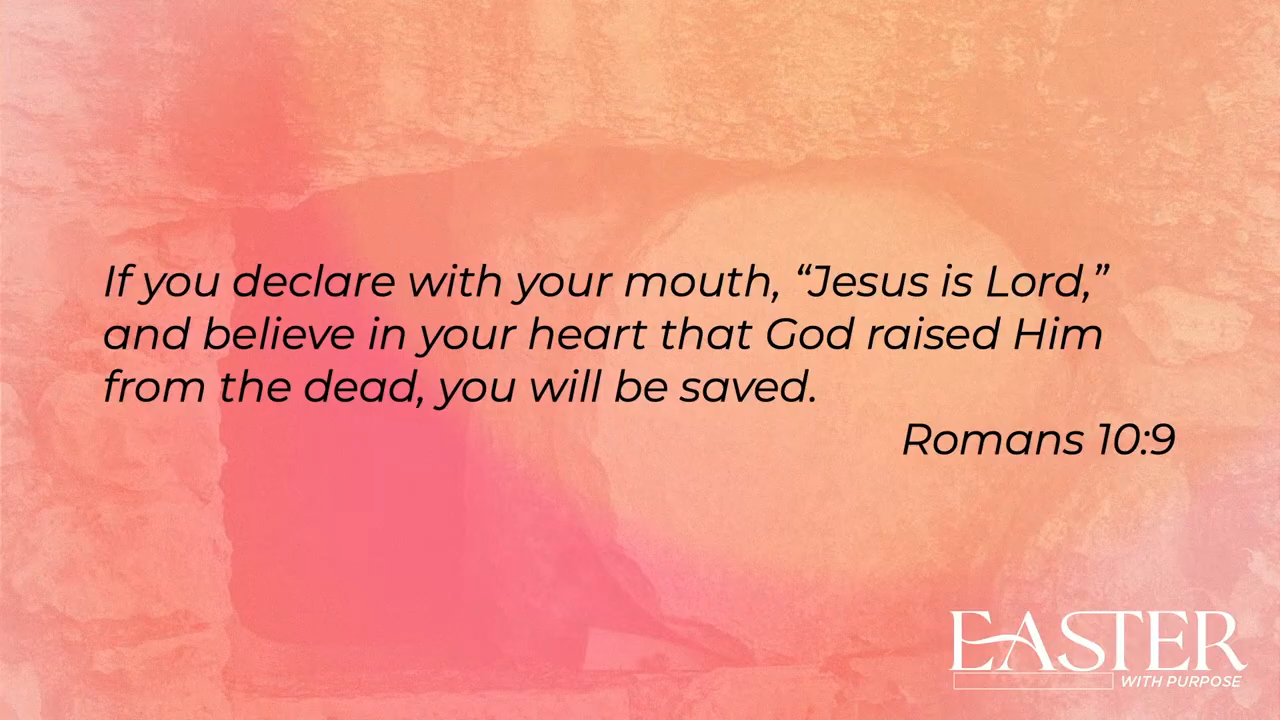 If you declare with your mouth, “Jesus is Lord,”
and believe in your heart that God raised Him
from the dead, you will be saved.
Romans 10:9
EASTER
WITH PURPOSE